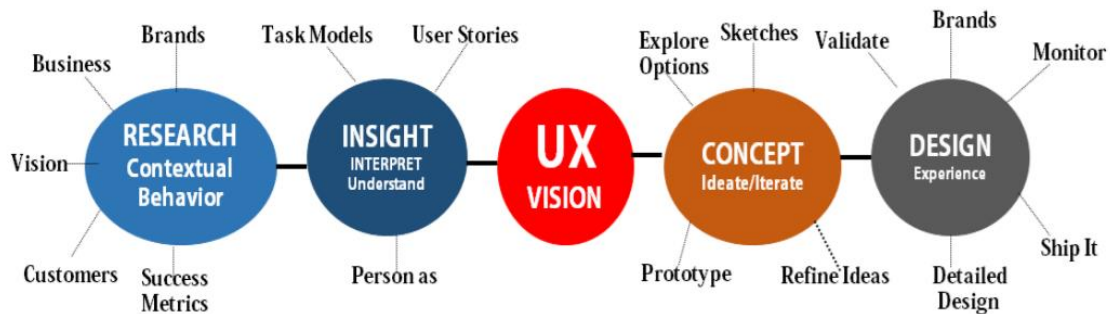 Brands
Business
Vision
Customers
Success
Metrics
RESEARCH
Contextual
Behavior
Task Models
User Stories
INSIGHT
INTERPRET
Understand
Person as
UX
VISION
Explore
Options
Sketches
CONCEPT
Ideate/Iterate
Prototype
Refine Ideas
Validate
Brands
Monitor
DESIGN
Experience
Ship It
Detailed
Design